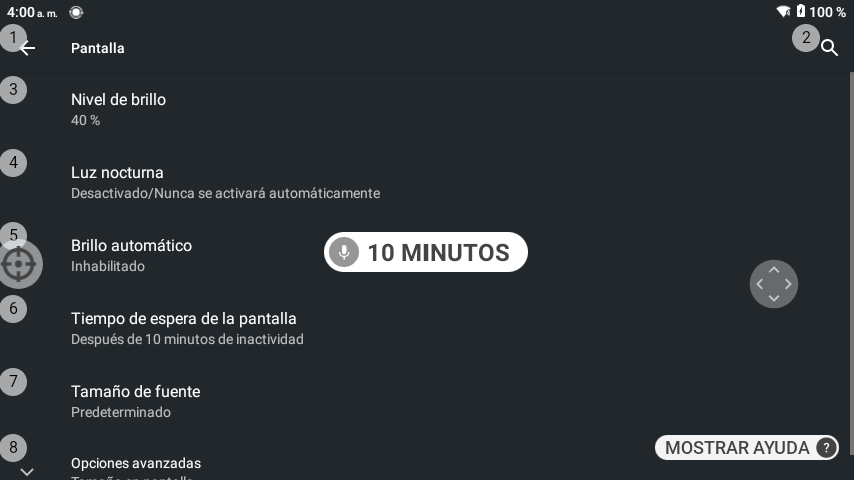 4:00 a. m.
100 %
1
Pantalla
2
3
Nivel de brillo
40 %
4
Luz nocturna
Desactivado/Nunca se activará automáticamente
5
Brillo automático
Inhabilitado
10 MINUTOS
6
Tiempo de espera de la pantalla
Después de 10 minutos de inactividad
7
Tamaño de fuente
Predeterminado
8
MOSTRAR AYUDA ?
Opciones avanzadas